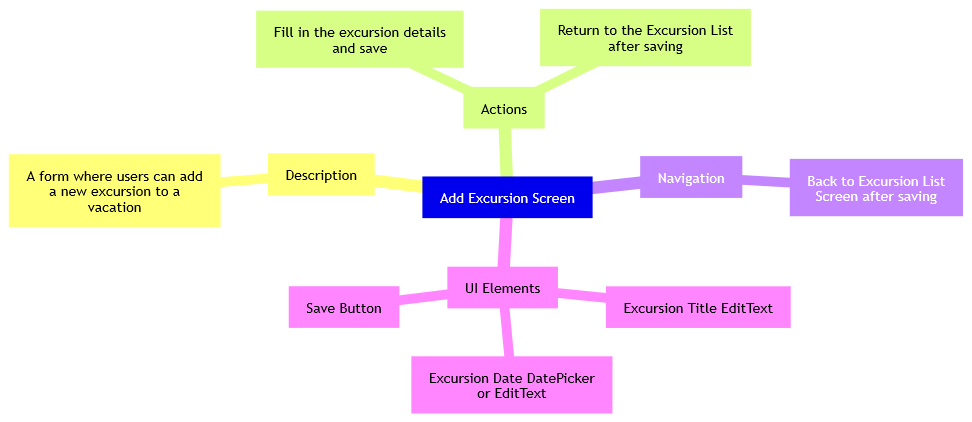 Fill in the excursion details
and save
Return to the Excursion List
after saving
Actions
A form where users can add
a new excursion to a
vacation
Description
Add Excursion Screen
Navigation
Back to Excursion List
Screen after saving
UI Elements
Save Button
Excursion Title EditText
Excursion Date DatePicker
or EditText